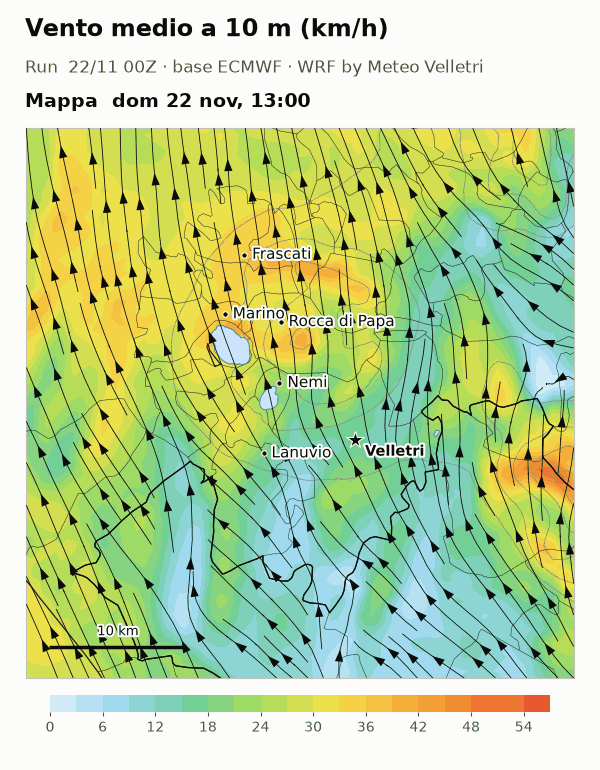 Vento medio a 10 m (km/h)
Run  22/11 00Z · base ECMWF · WRF by Meteo Velletri
Mappa  dom 22 nov, 13:00
Frascati
Marino
Rocca di Papa
Nemi
Velletri
Lanuvio
10 km
0 6 12 18 24 30 36 42 48 54